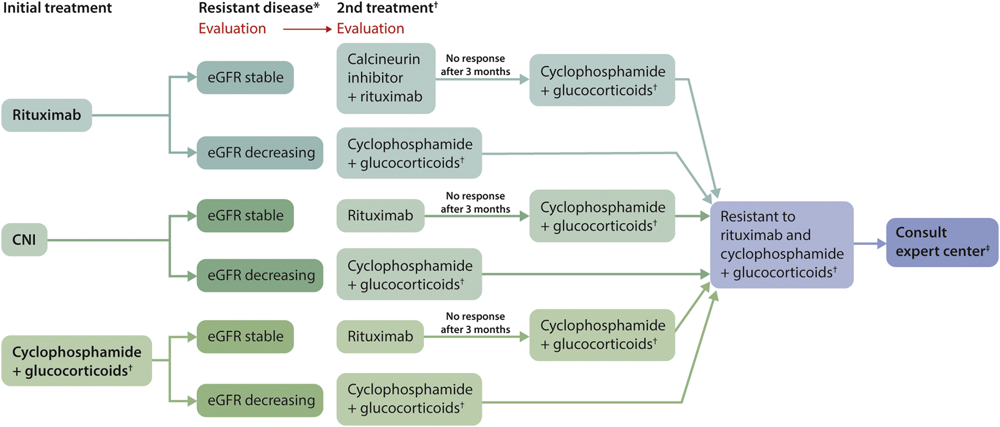 Initial treatment
Resistant disease*
2nd treatment†
Evaluation
Evaluation
Rituximab
eGFR stable
Calcineurin
inhibitor
+ rituximab
No response
after 3 months
Cyclophosphamide
+ glucocorticoids†
eGFR decreasing
Cyclophosphamide
+ glucocorticoids†
CNI
eGFR stable
Rituximab
No response
after 3 months
Cyclophosphamide
+ glucocorticoids†
eGFR decreasing
Cyclophosphamide
+ glucocorticoids†
Cyclophosphamide
+ glucocorticoids†
eGFR stable
Rituximab
No response
after 3 months
Cyclophosphamide
+ glucocorticoids†
eGFR decreasing
Cyclophosphamide
+ glucocorticoids†
Resistant to
rituximab and
cyclophosphamide
+ glucocorticoids†
Consult
expert center‡